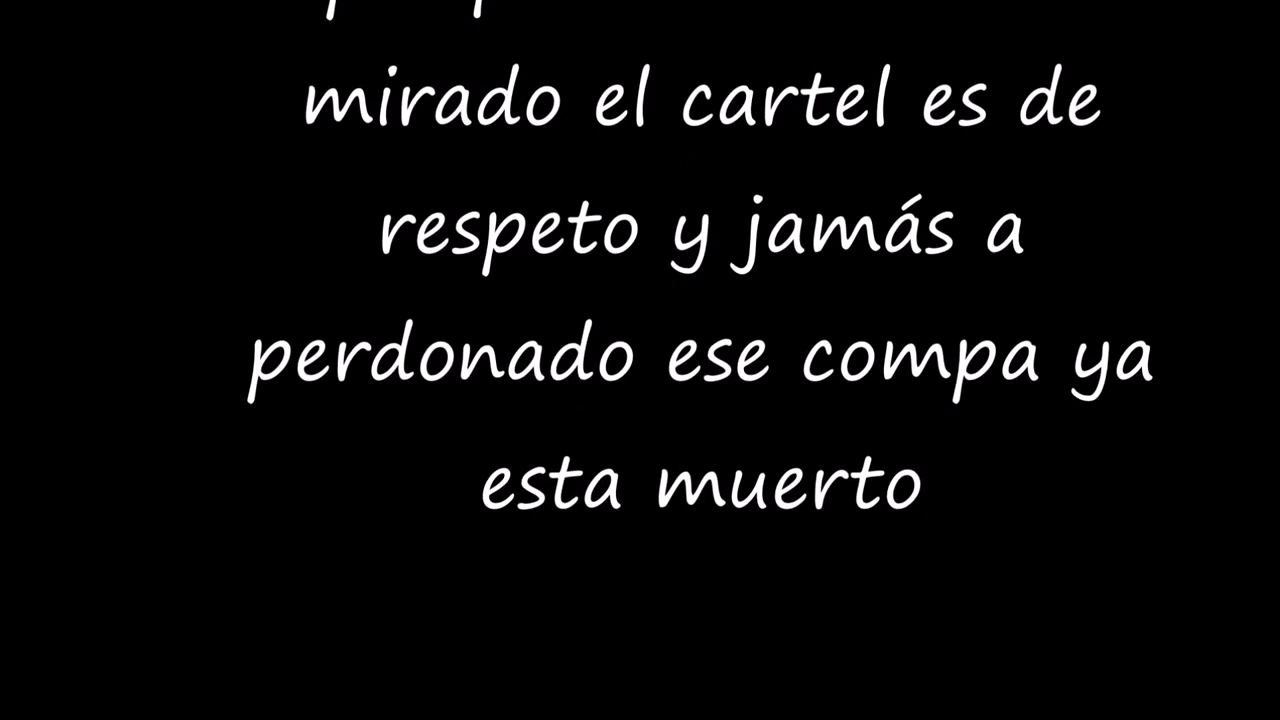 mirado el cartel es de
respeto y jamás a
perdonado ese compa ya
esta muerto